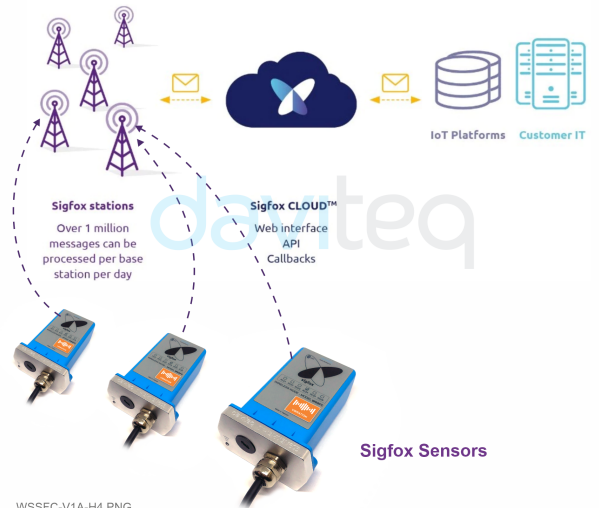 IoT Platforms
Customer IT
Sigfox stations
Over 1 million
messages can be
processed per base
station per day
Sigfox CLOUD™
Web interface
API
Callbacks
daviteq
sigfox
Sigfox Sensors
WSSFC-V1A-H4.PNG